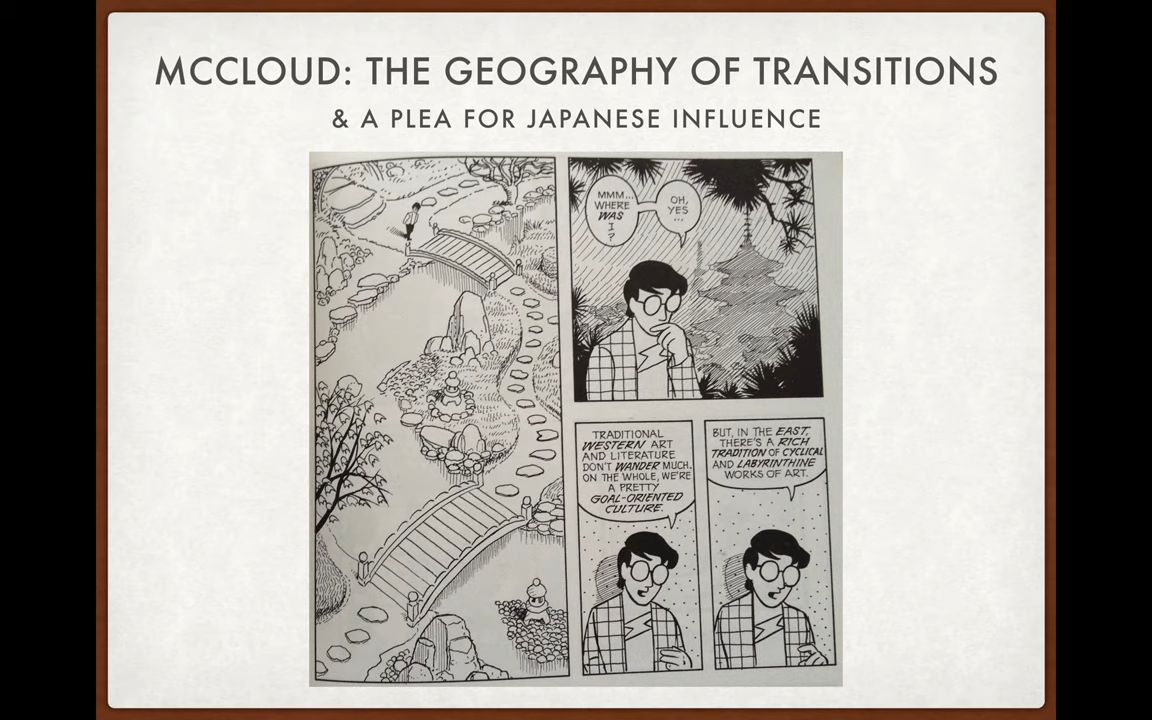 MCCLOUD: THE GEOGRAPHY OF TRANSITIONS
& A PLEA FOR JAPANESE INFLUENCE
MMM...
WHERE
WAS
I?
OH,
YES
...
TRADITIONAL
WESTERN ART
AND LITERATURE
DON'T WANDER MUCH.
ON THE WHOLE, WE'RE
A PRETTY
GOAL-ORIENTED
CULTURE.
BUT, IN THE EAST,
THERE'S A RICH
TRADITION OF CYCLICAL
AND LABYRINTHINE
WORKS OF ART.